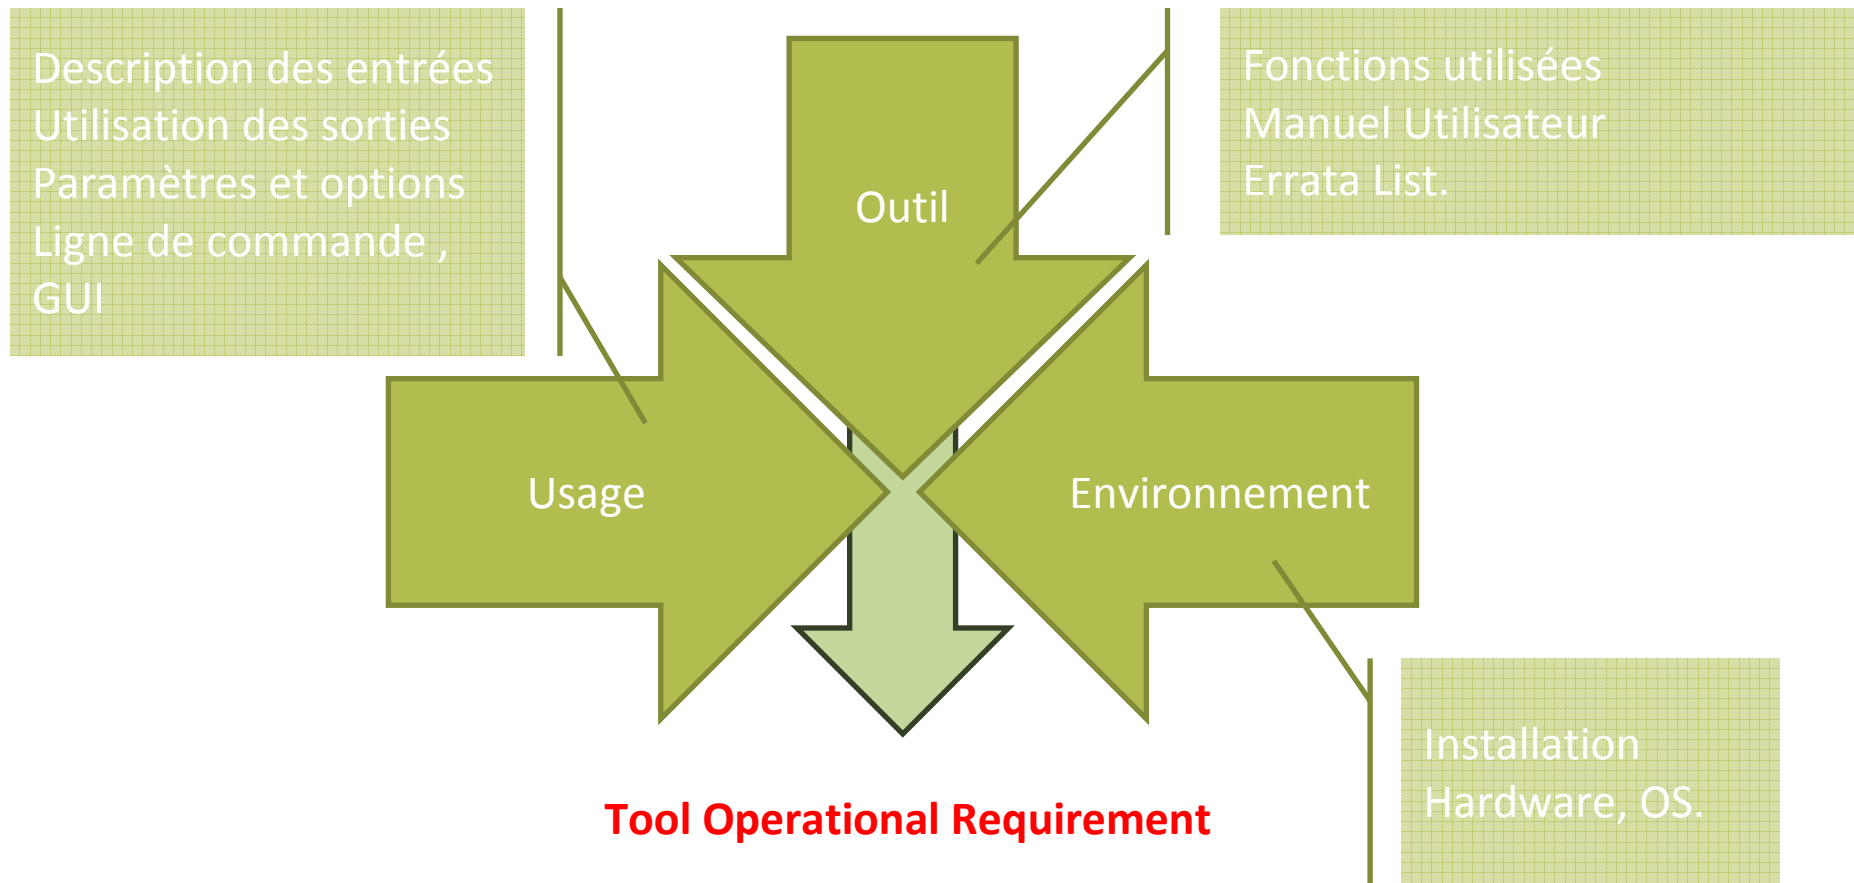 Description des entrées
Utilisation des sorties
Paramètres et options
Ligne de commande ,
GUI
Fonctions utilisées
Manuel Utilisateur
Errata List.
Outil
Usage
Environnement
Installation
Hardware, OS.
Tool Operational Requirement